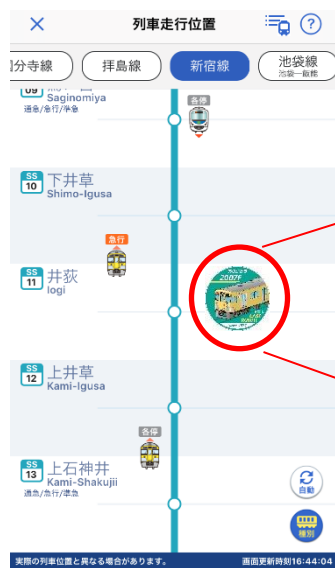 列車走行位置
分寺線
拝島線
新宿線
池袋線
池袋―飯能
09
Saginomiya
通急/急行/準急
各停
SS
10
下井草
Shimo-Igusa
急行
SS
11
井荻
Iogi
2007F
SS
12
上井草
Kami-Igusa
各停
SS
13
上石神井
Kami-Shakujii
通急/急行/準急
自動
種別
実際の列車位置と異なる場合があります。
画面更新時刻16:44:04